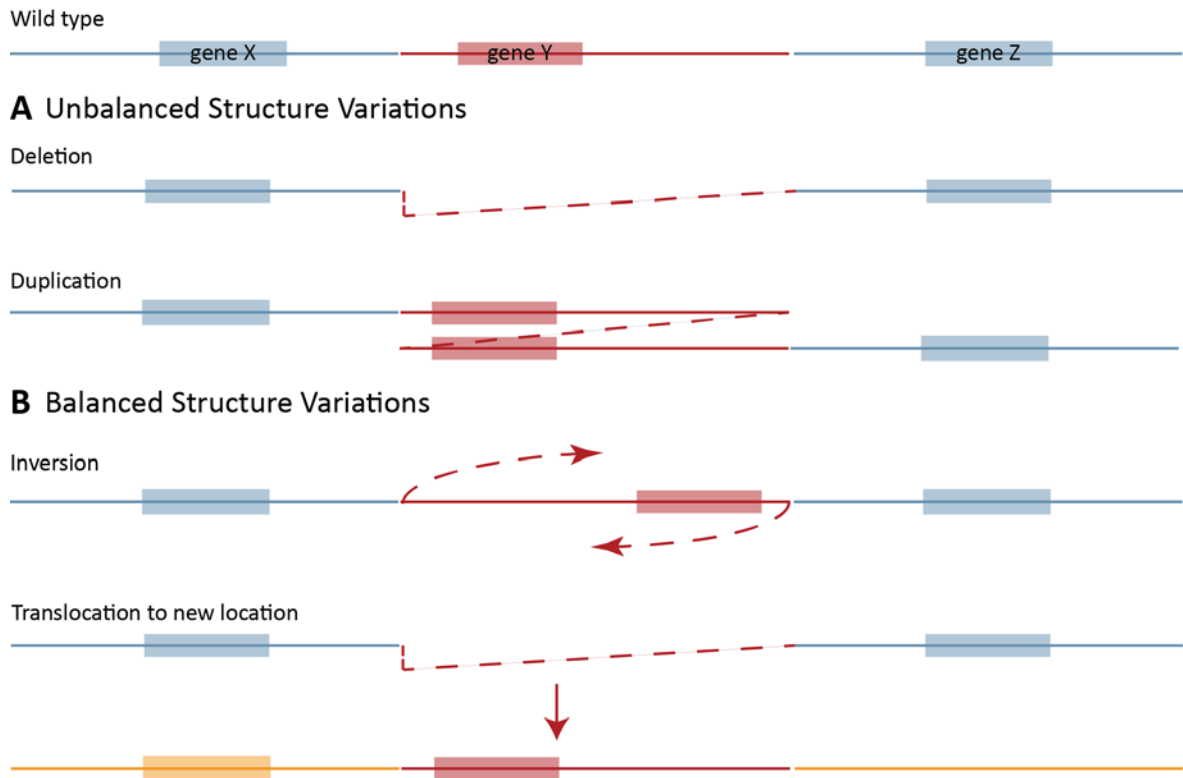 Wild type
gene X gene Y gene Z
A Unbalanced Structure Variations
Deletion
Duplication
B Balanced Structure Variations
Inversion
Translocation to new location